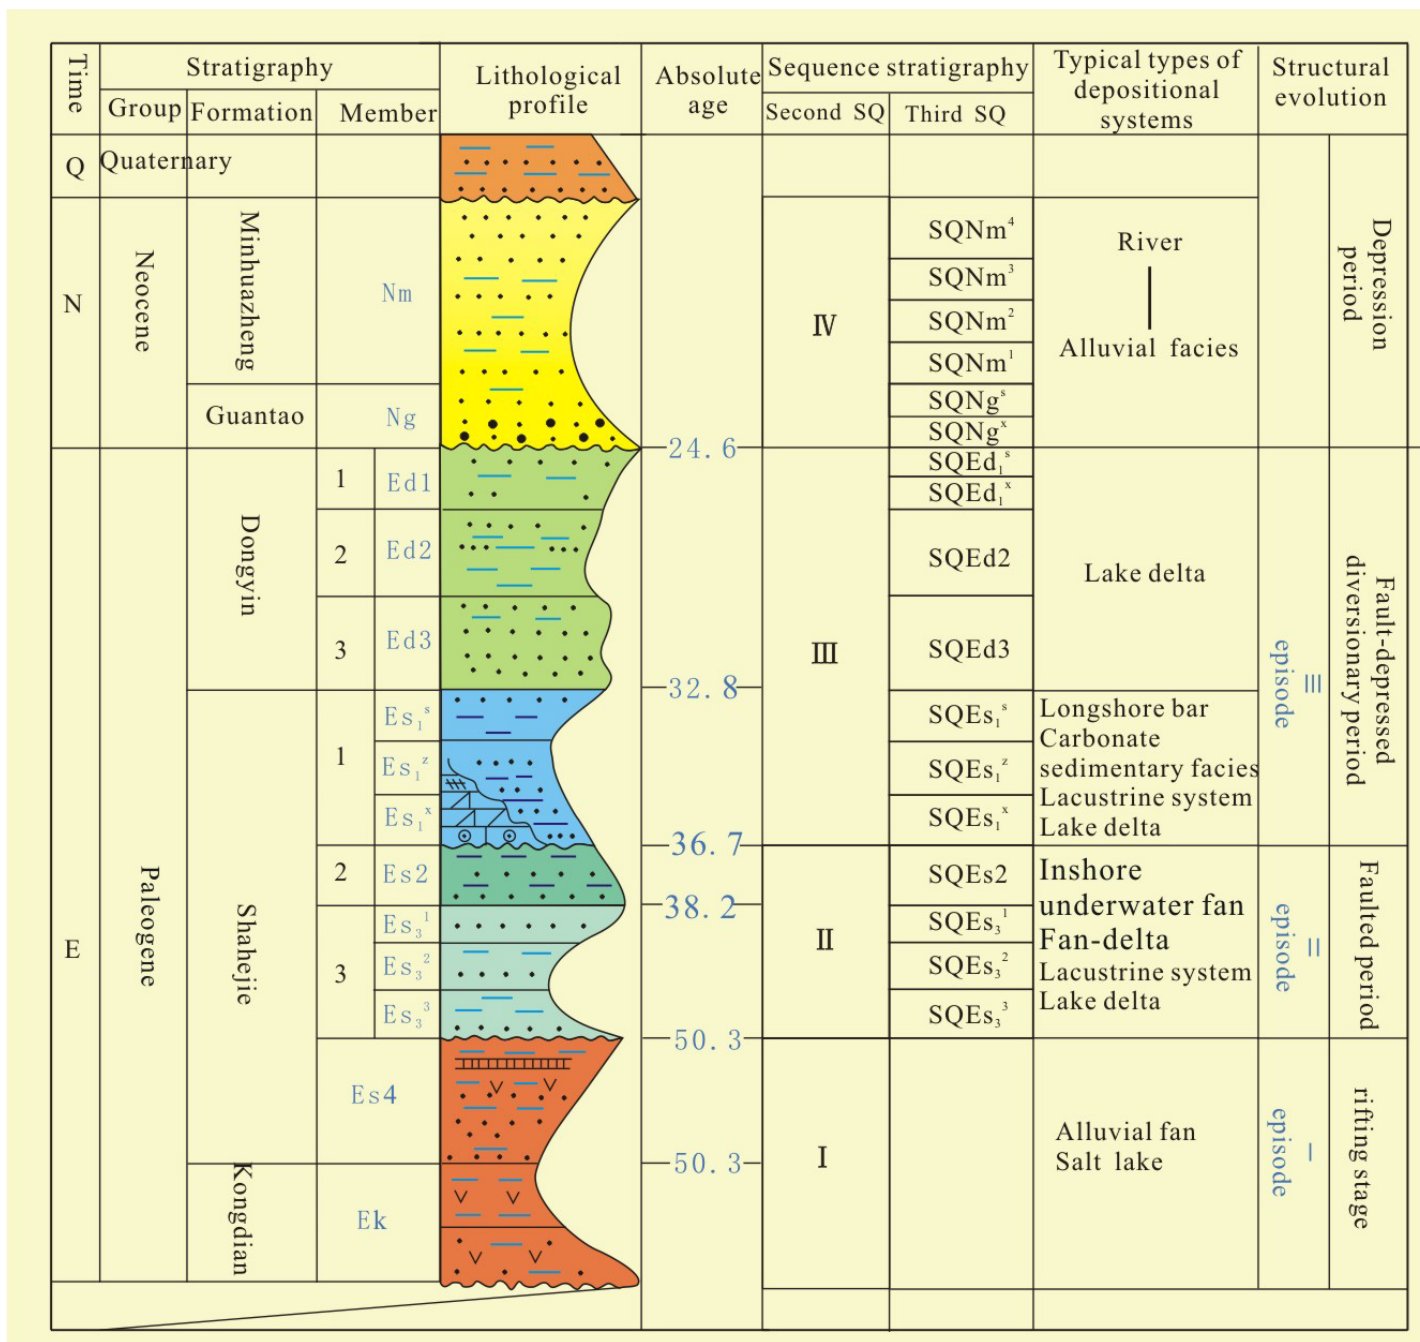 Time
Stratigraphy
Group
Formation
Member
Lithological
profile
Absolute
age
Sequence stratigraphy
Second SQ
Third SQ
Typical types of
depositional
systems
Structural
evolution
Q
Quaternary
N
Neocene
Minhuazheng
Nm
Guantao
Ng
IV
SQNm⁴
SQNm³
SQNm²
SQNm¹
SQNgˢ
SQNgˣ
River
Alluvial facies
Depression
period
24.6
E
Paleogene
Dongyin
1
Ed1
2
Ed2
3
Ed3
III
SQEd₁ˢ
SQEd₁ˣ
SQEd2
SQEd3
Lake delta
32.8
Shahejie
1
Es₁ˢ
Es₁ᶻ
Es₁ˣ
SQEs₁ˢ
SQEs₁ᶻ
SQEs₁ˣ
Longshore bar
Carbonate
sedimentary facies
Lacustrine system
Lake delta
episode
III
Fault-depressed
diversionary period
36.7
2
Es2
38.2
3
Es₃¹
Es₃²
Es₃³
II
SQEs2
SQEs₃¹
SQEs₃²
SQEs₃³
Inshore
underwater fan
Fan-delta
Lacustrine system
Lake delta
episode
II
Faulted period
50.3
Es4
50.3
Kongdian
Ek
I
Alluvial fan
Salt lake
episode
I
rifting stage